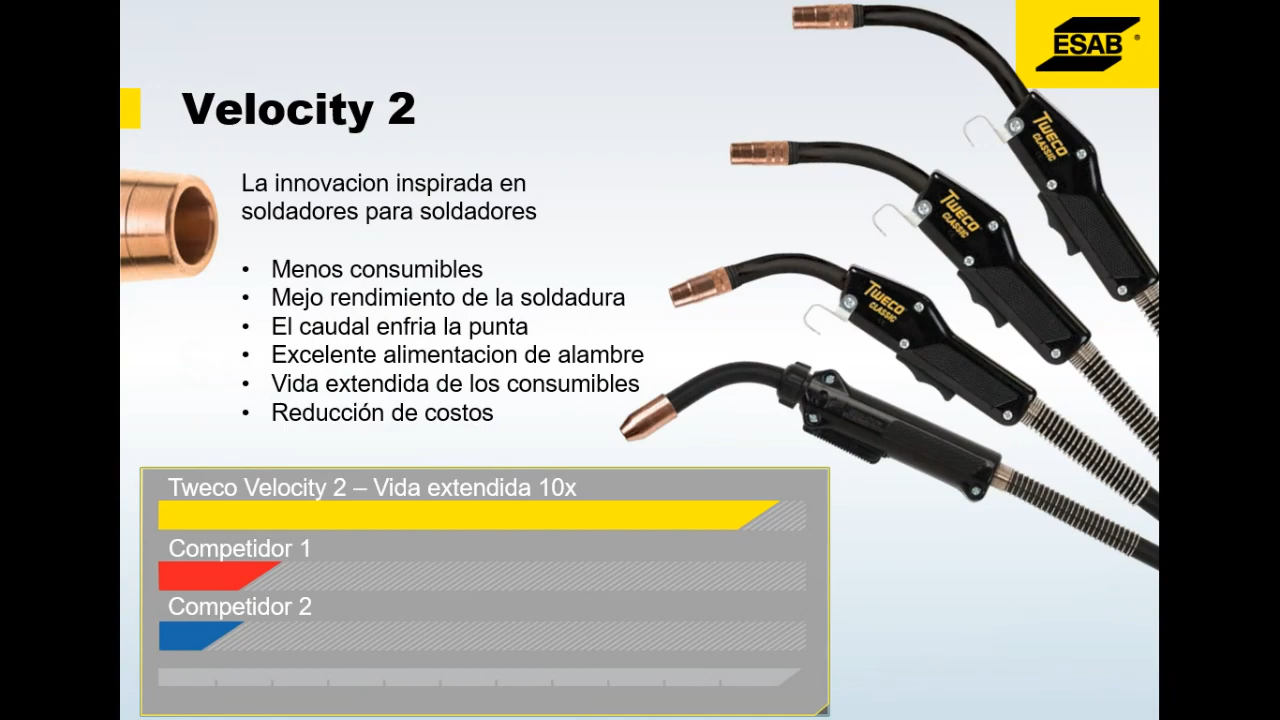 ESAB
Velocity 2
La innovacion inspirada en
soldadores para soldadores
• Menos consumibles
• Mejo rendimiento de la soldadura
• El caudal enfria la punta
• Excelente alimentacion de alambre
• Vida extendida de los consumibles
• Reducción de costos
TWECO
CLASSIC
TWECO
CLASSIC
TWECO
CLASSIC
Tweco Velocity 2 – Vida extendida 10x
Competidor 1
Competidor 2